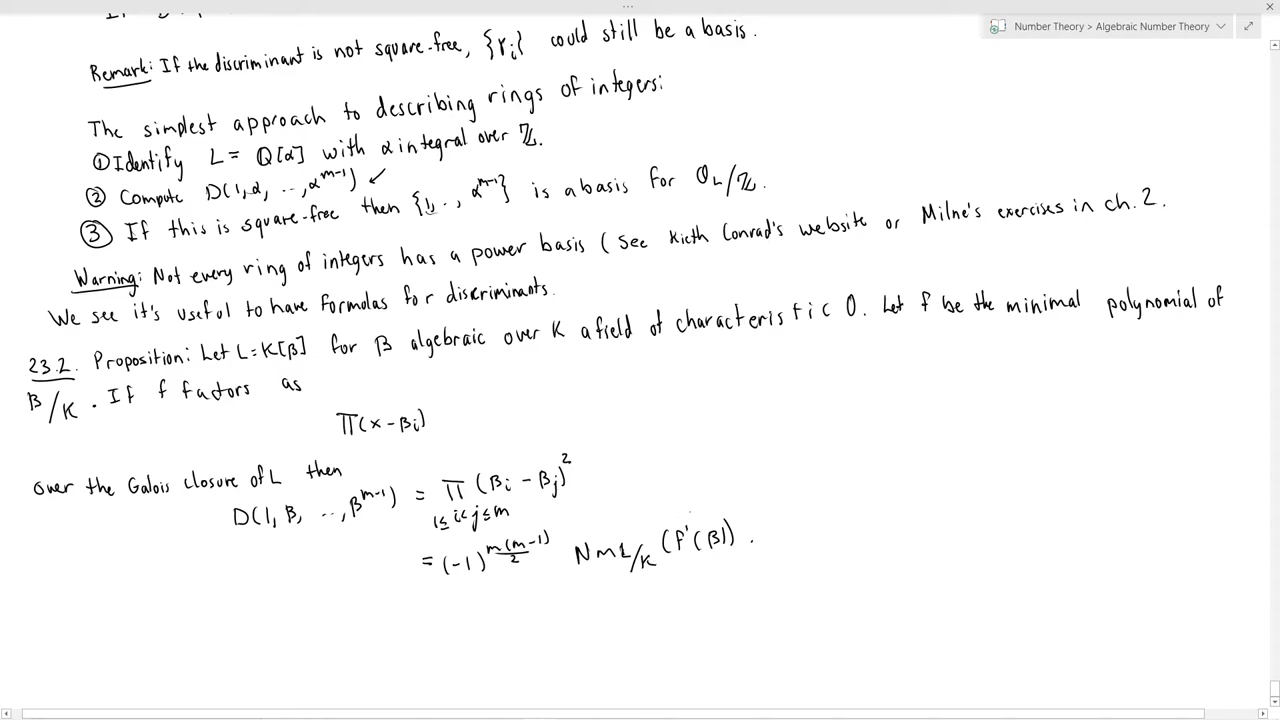 Number Theory > Algebraic Number Theory
Remark: If the discriminant is not square-free, {γi} could still be a basis.
The simplest approach to describing rings of integers:
① Identify L = Q[α] with α integral over ℤ.
② Compute D(1,α, ..,α^{m-1}) ✓
③ If this is square-free then {1,..,α^{m-1}} is a basis for O_L/ℤ.
Warning: Not every ring of integers has a power basis (See Kieth Conrad's website or Milne's exercises in ch. 2.
We see it's useful to have formulas for discriminants.
23.2. Proposition: Let L=K[β] for β algebraic over K a field of characteristic 0. Let f be the minimal polynomial of
β/K. If f factors as
∏(x-βi)
over the Galois closure of L then
D(1,β, ..,β^{m-1}) = ∏_{1≤i<j≤m} (βi - βj)^2
= (-1)^{m(m-1)/2} Nm L/K (f'(β)).